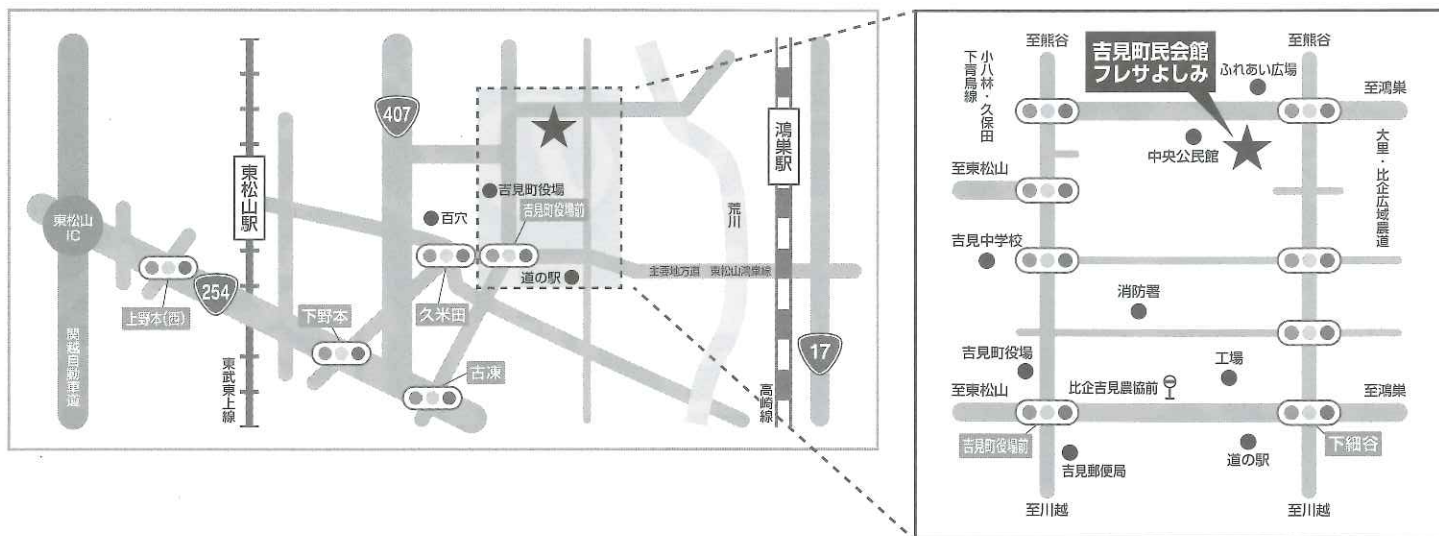 407
東松山駅
鴻巣駅
吉見町役場
吉見町役場前
百穴
荒川
東松山
IC
主要地方道 東松山鴻巣線
道の駅
254
上野本(西)
下野本
久米田
古凍
17
関越自動車道
東武東上線
高崎線
至熊谷
至熊谷
吉見町民会館
フレサよしみ
小八林・久保田
下青鳥線
ふれあい広場
至鴻巣
中央公民館
大里・比企広域農道
至東松山
吉見中学校
消防署
吉見町役場
工場
至東松山
比企吉見農協前
至鴻巣
吉見町役場前
下細谷
吉見郵便局
道の駅
至川越
至川越